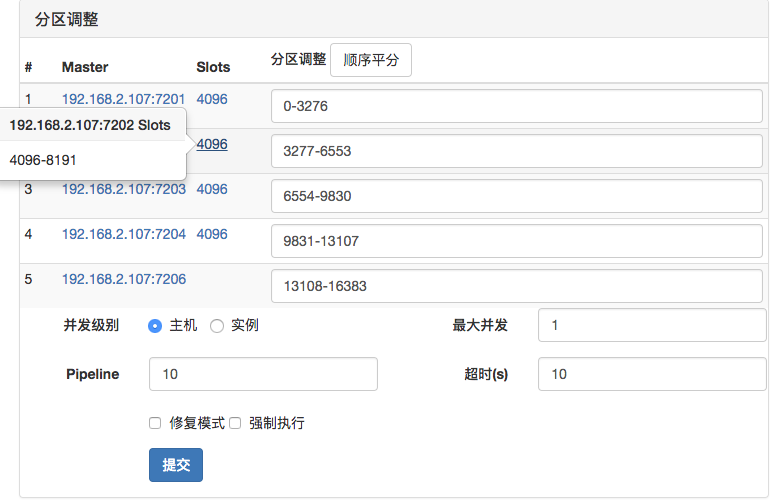 分区调整
# Master Slots 分区调整 顺序平分
1 192.168.2.107:7201 4096 0-3276
192.168.2.107:7202 Slots
4096-8191
4096 3277-6553
3 192.168.2.107:7203 4096 6554-9830
4 192.168.2.107:7204 4096 9831-13107
5 192.168.2.107:7206 13108-16383
并发级别 主机 实例 最大并发 1
Pipeline 10 超时(s) 10
修复模式 强制执行
提交